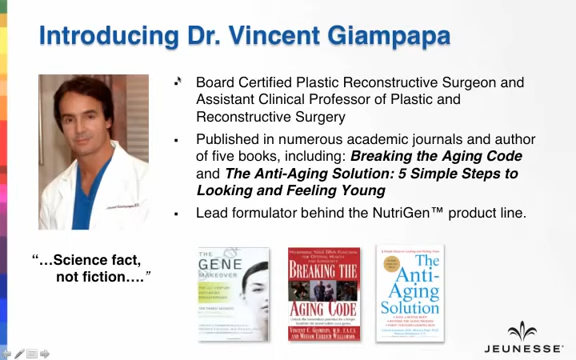 Introducing Dr. Vincent Giampapa
Board Certified Plastic Reconstructive Surgeon and
Assistant Clinical Professor of Plastic and
Reconstructive Surgery
Published in numerous academic journals and author
of five books, including: Breaking the Aging Code
and The Anti-Aging Solution: 5 Simple Steps to
Looking and Feeling Young
Lead formulator behind the NutriGen™ product line.
“…Science fact,
not fiction….”
THE
GENE
MAKEOVER
BREAKING THE
AGING CODE
VINCENT C. GIAMPAPA, M.D., F.A.C.S.
The
Anti-
Aging
Solution
JEUNESSE